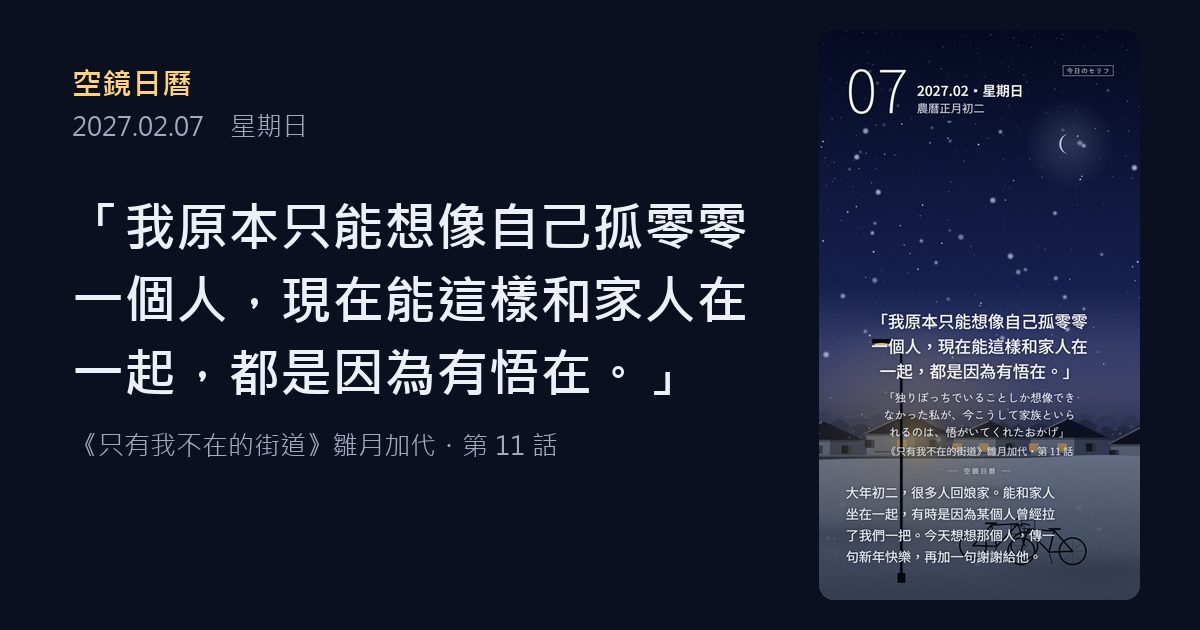 空鏡日曆
2027.02.07 星期日
「我原本只能想像自己孤零零
一個人，現在能這樣和家人在
一起，都是因為有悟在。」
《只有我不在的街道》雛月加代・第 11 話
07
2027.02・星期日
農曆正月初二
今日のセリフ
「我原本只能想像自己孤零零
一個人，現在能這樣和家人在
一起，都是因為有悟在。」
「独りぼっちでいることしか想像でき
なかった私が、今こうして家族といら
れるのは、悟がいてくれたおかげ」
《只有我不在的街道》雛月加代・第 11 話
空鏡日曆
大年初二，很多人回娘家。能和家人
坐在一起，有時是因為某個人曾經拉
了我們一把。今天想想那個人，傳一
句新年快樂，再加一句謝謝給他。